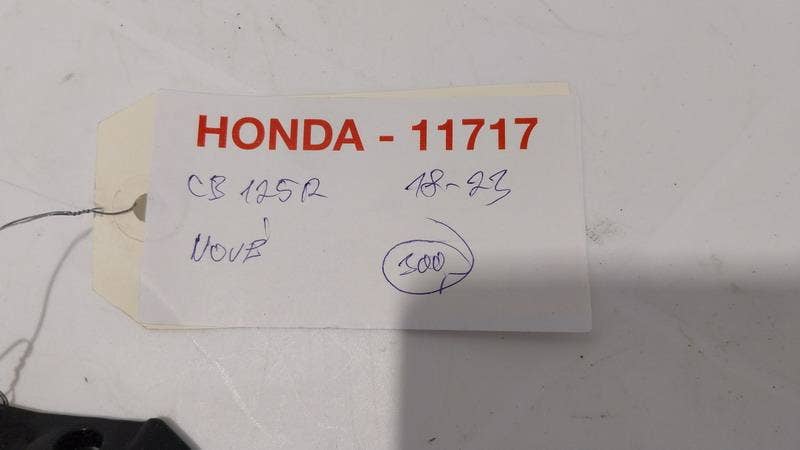 HONDA - 11717
CB 125R 18-23
NOVÉ 300,-